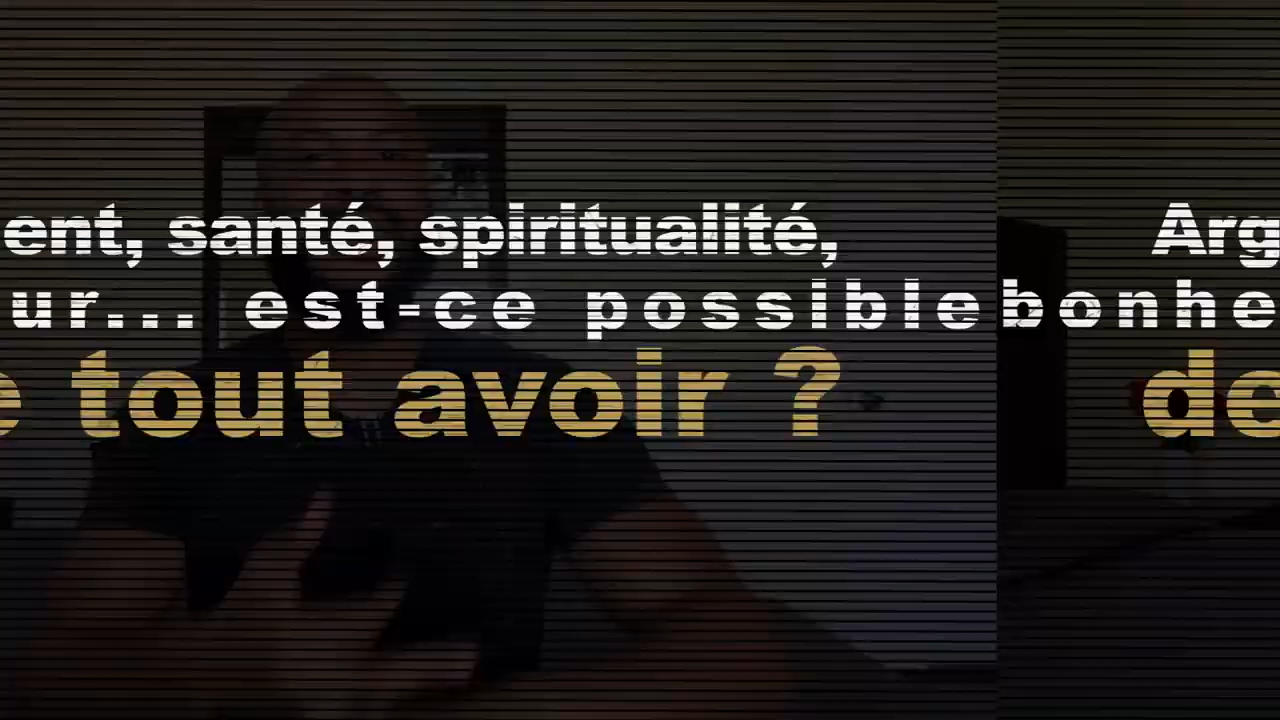 ent, santé, spiritualité, Arg
ur... est-ce possible bonhe
e tout avoir ? de